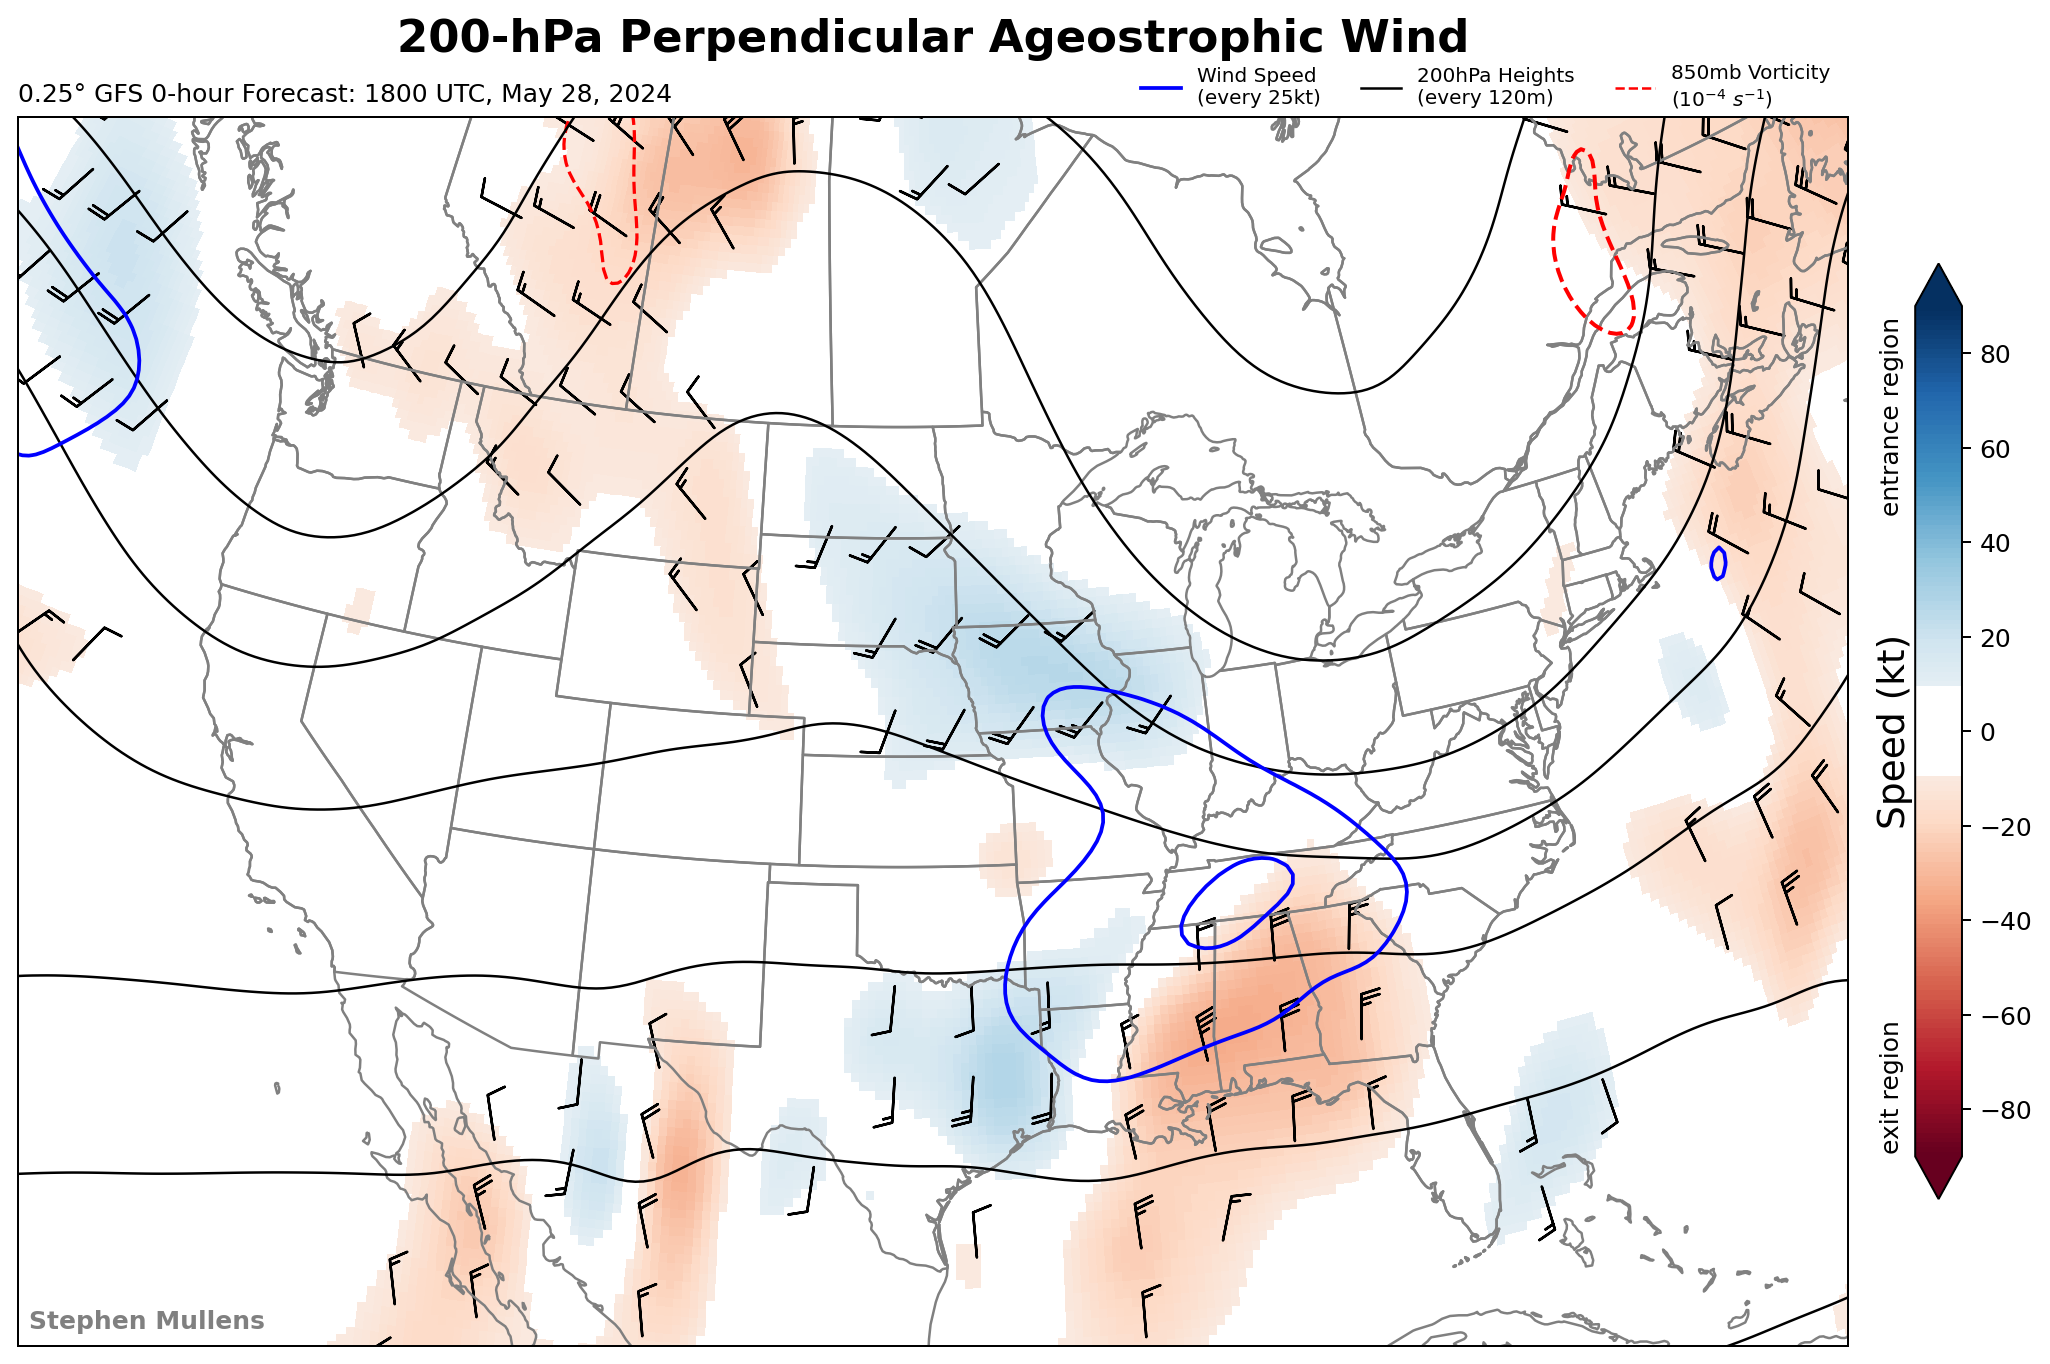 200-hPa Perpendicular Ageostrophic Wind
0.25° GFS 0-hour Forecast: 1800 UTC, May 28, 2024
Wind Speed
(every 25kt)
200hPa Heights
(every 120m)
850mb Vorticity
(10⁻⁴ s⁻¹)
entrance region
Speed (kt)
exit region
80
60
40
20
0
−20
−40
−60
−80
Stephen Mullens